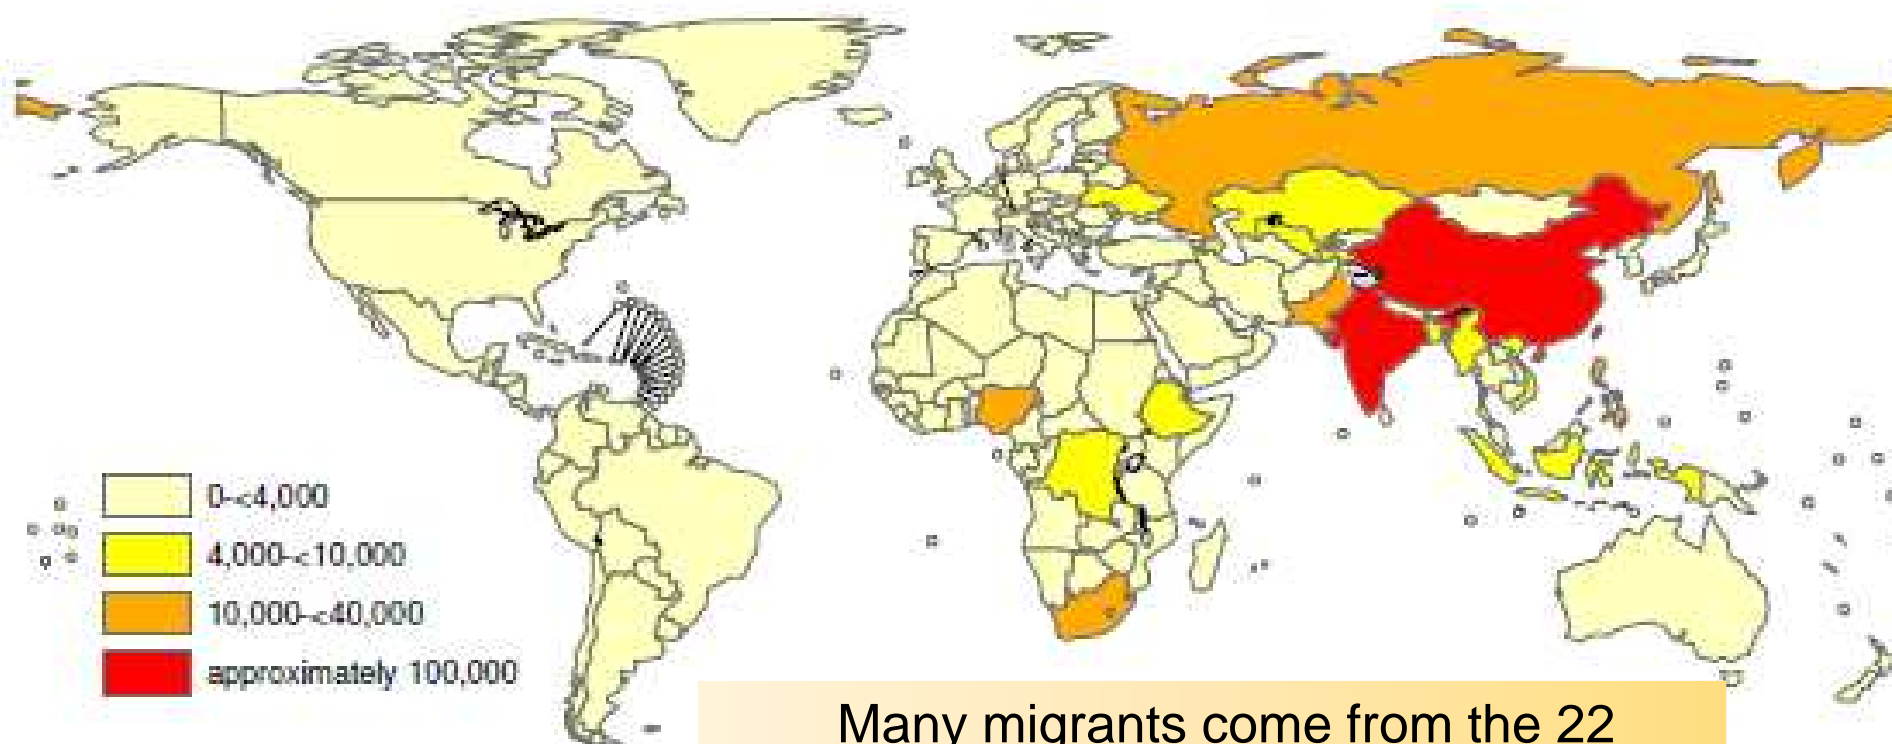 0-<4,000
4,000-<10,000
10,000-<40,000
approximately 100,000
Many migrants come from the 22